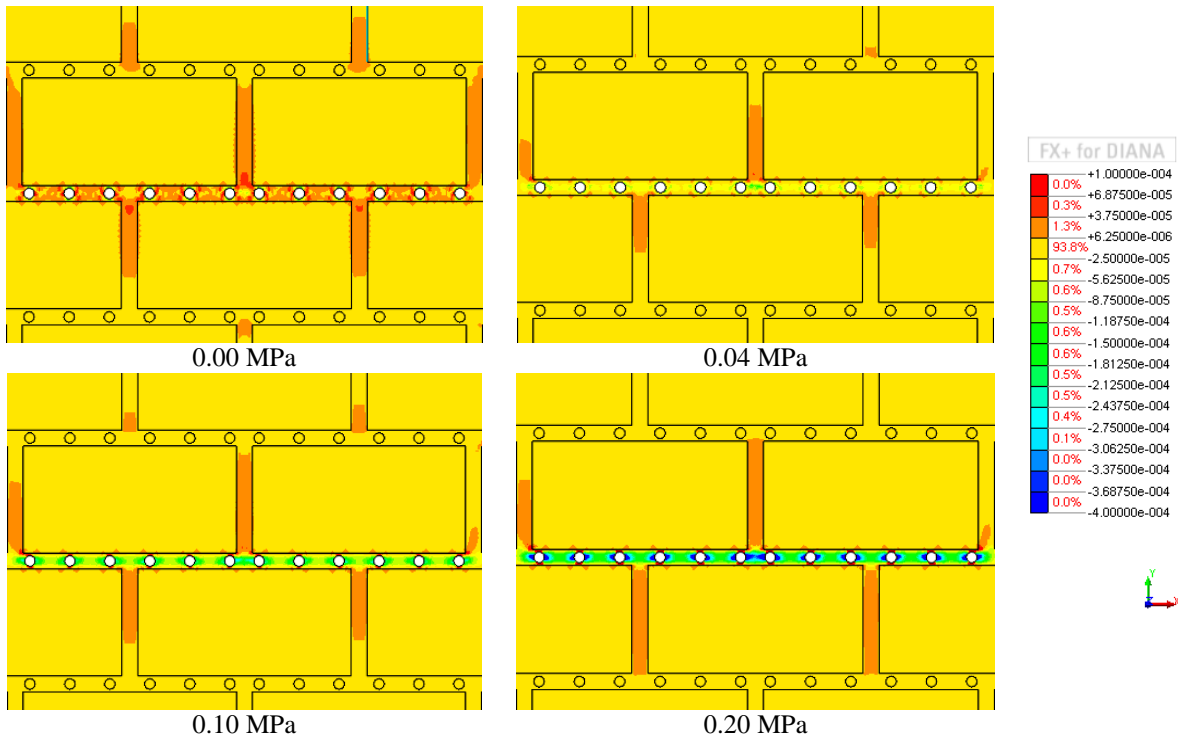 0.00 MPa
0.04 MPa
0.10 MPa
0.20 MPa
FX+ for DIANA
+1.00000e-004
0.0%
+6.87500e-005
0.3%
+3.75000e-005
1.3%
+6.25000e-006
93.8%
-2.50000e-005
0.7%
-5.62500e-005
0.6%
-8.75000e-005
0.5%
-1.18750e-004
0.6%
-1.50000e-004
0.6%
-1.81250e-004
0.5%
-2.12500e-004
0.5%
-2.43750e-004
0.4%
-2.75000e-004
0.1%
-3.06250e-004
0.0%
-3.37500e-004
0.0%
-3.68750e-004
0.0%
-4.00000e-004
Y
X